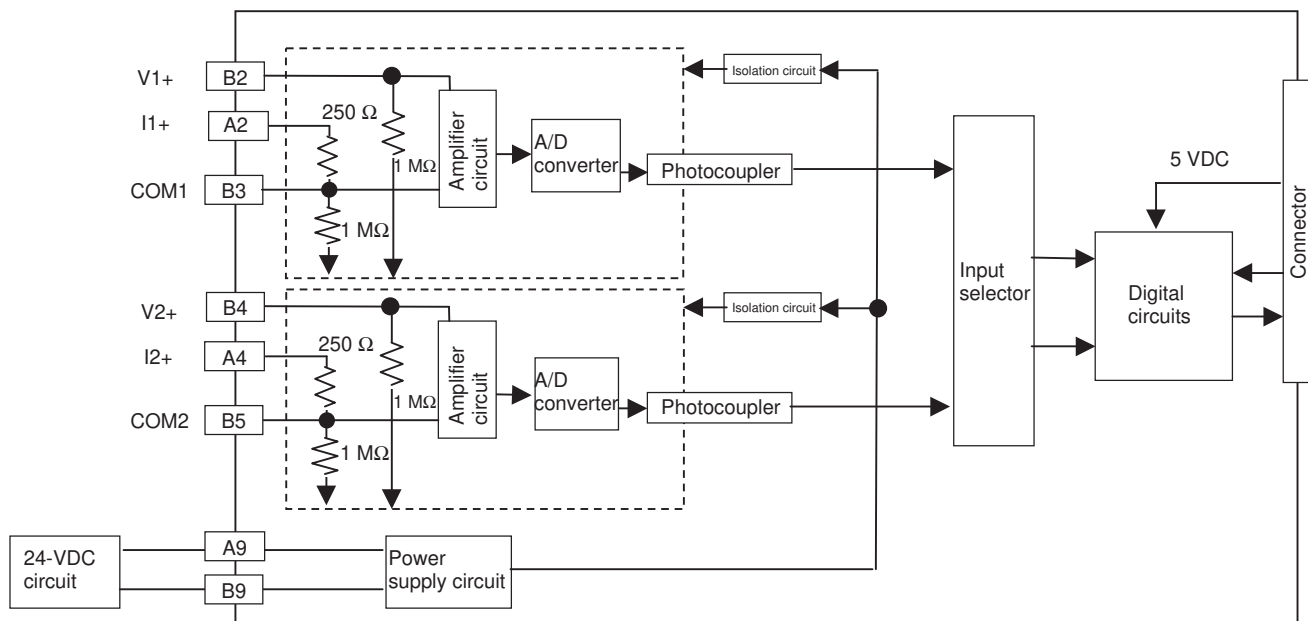 V1+
B2
I1+
A2
COM1
B3
250 Ω
1 MΩ
1 MΩ
Amplifier
circuit
A/D
converter
Photocoupler
Isolation circuit
V2+
B4
I2+
A4
COM2
B5
250 Ω
1 MΩ
1 MΩ
Amplifier
circuit
A/D
converter
Photocoupler
Isolation circuit
Input
selector
5 VDC
Digital
circuits
Connector
24-VDC
circuit
A9
B9
Power
supply circuit